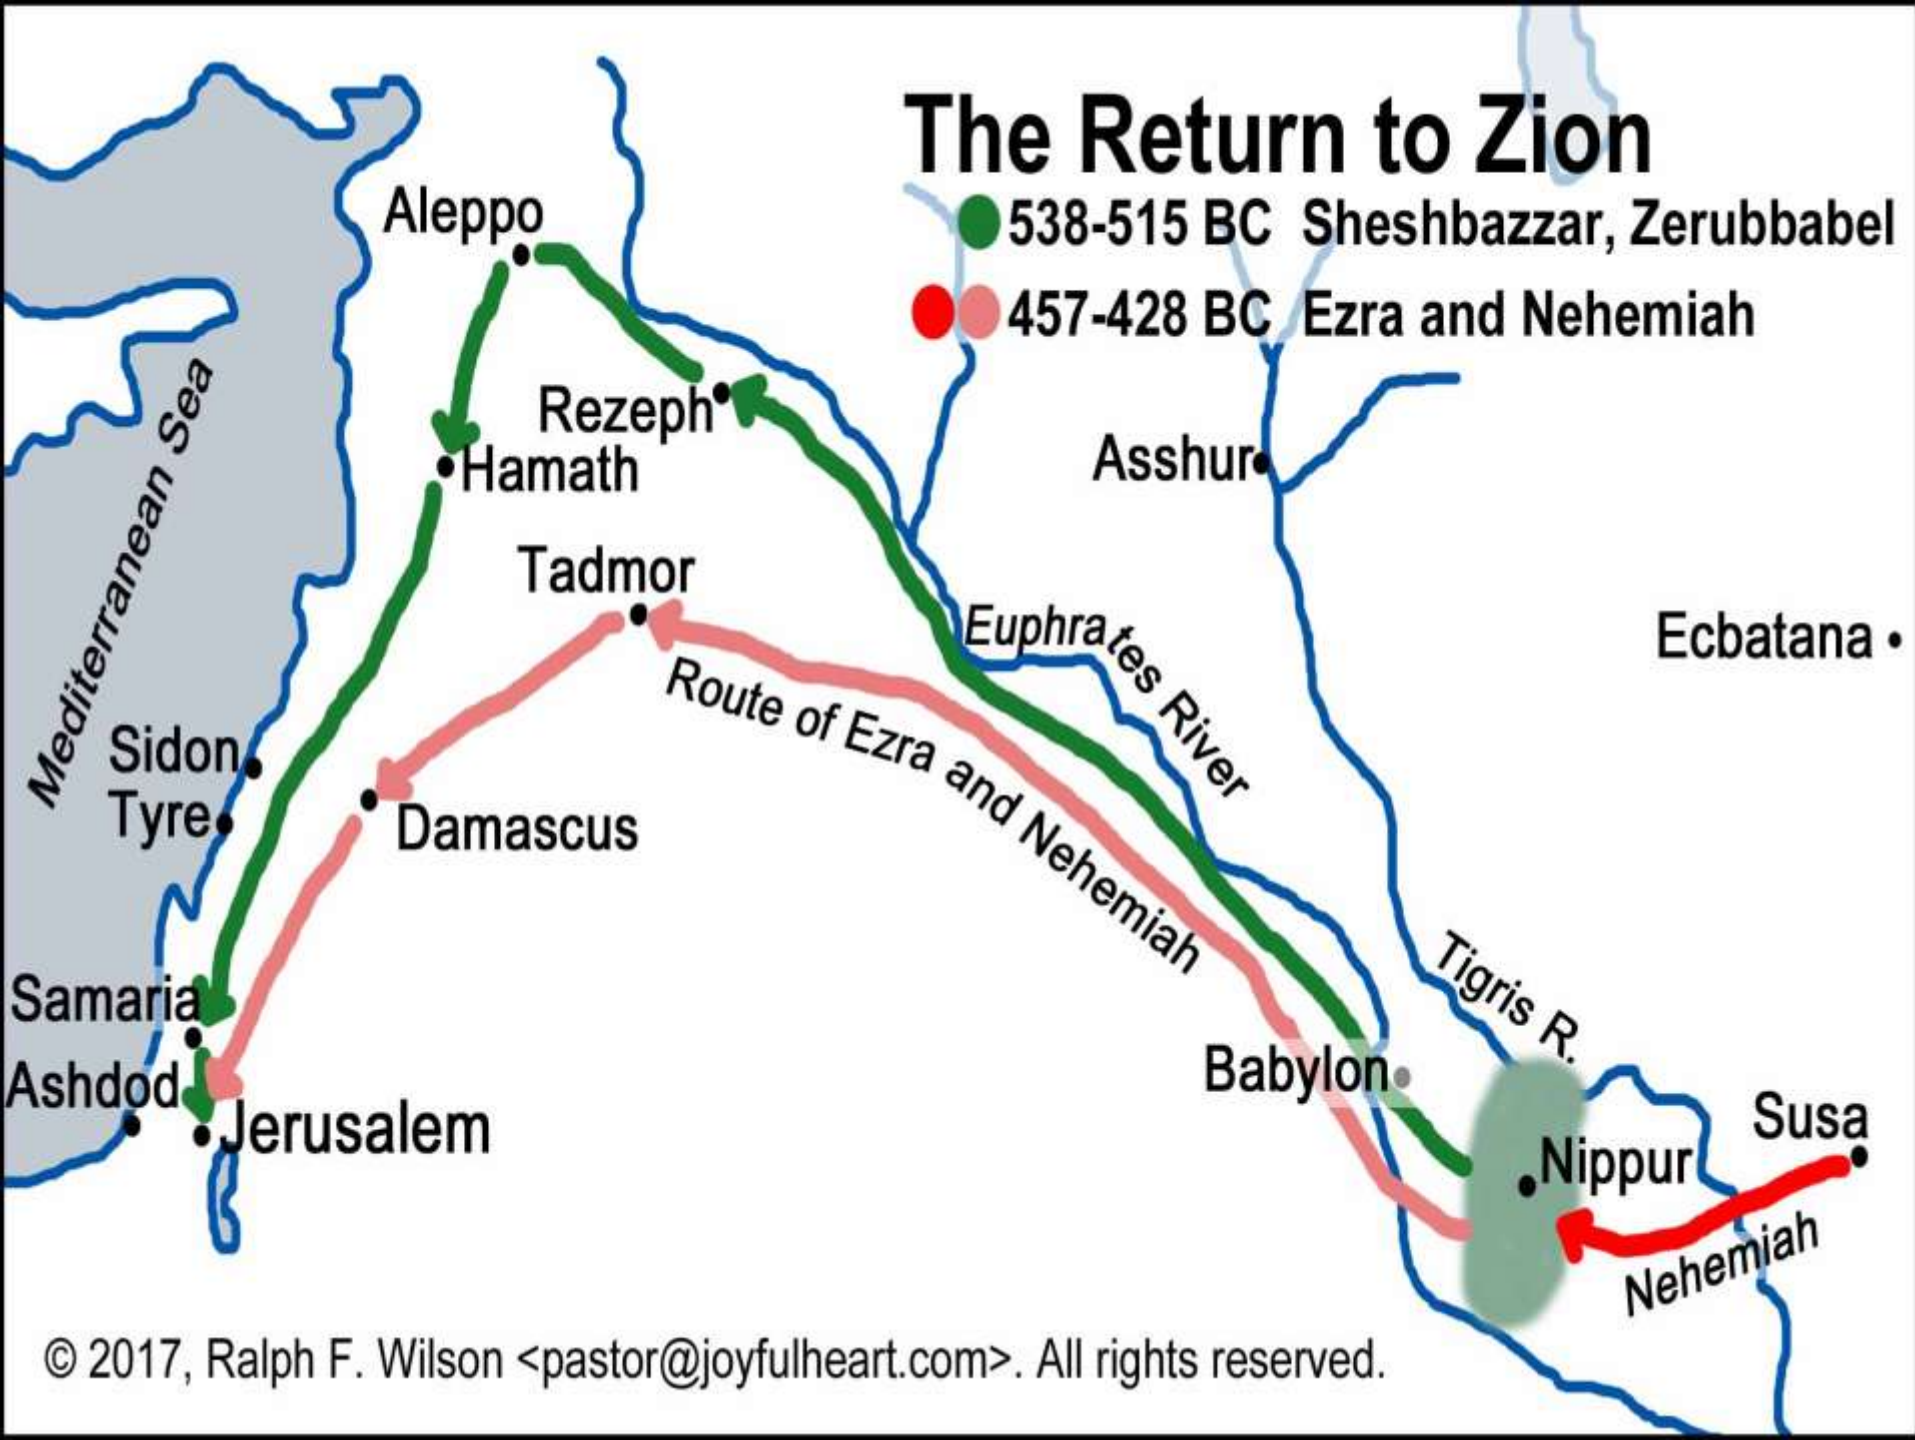 The Return to Zion
538-515 BC Sheshbazzar, Zerubbabel
457-428 BC Ezra and Nehemiah
Aleppo
Rezeph
Hamath
Asshur
Tadmor
Mediterranean Sea
Euphrates River
Ecbatana
Route of Ezra and Nehemiah
Sidon
Tyre
Damascus
Tigris R.
Samaria
Babylon
Ashdod
Jerusalem
Susa
Nippur
Nehemiah
© 2017, Ralph F. Wilson <pastor@joyfulheart.com>. All rights reserved.